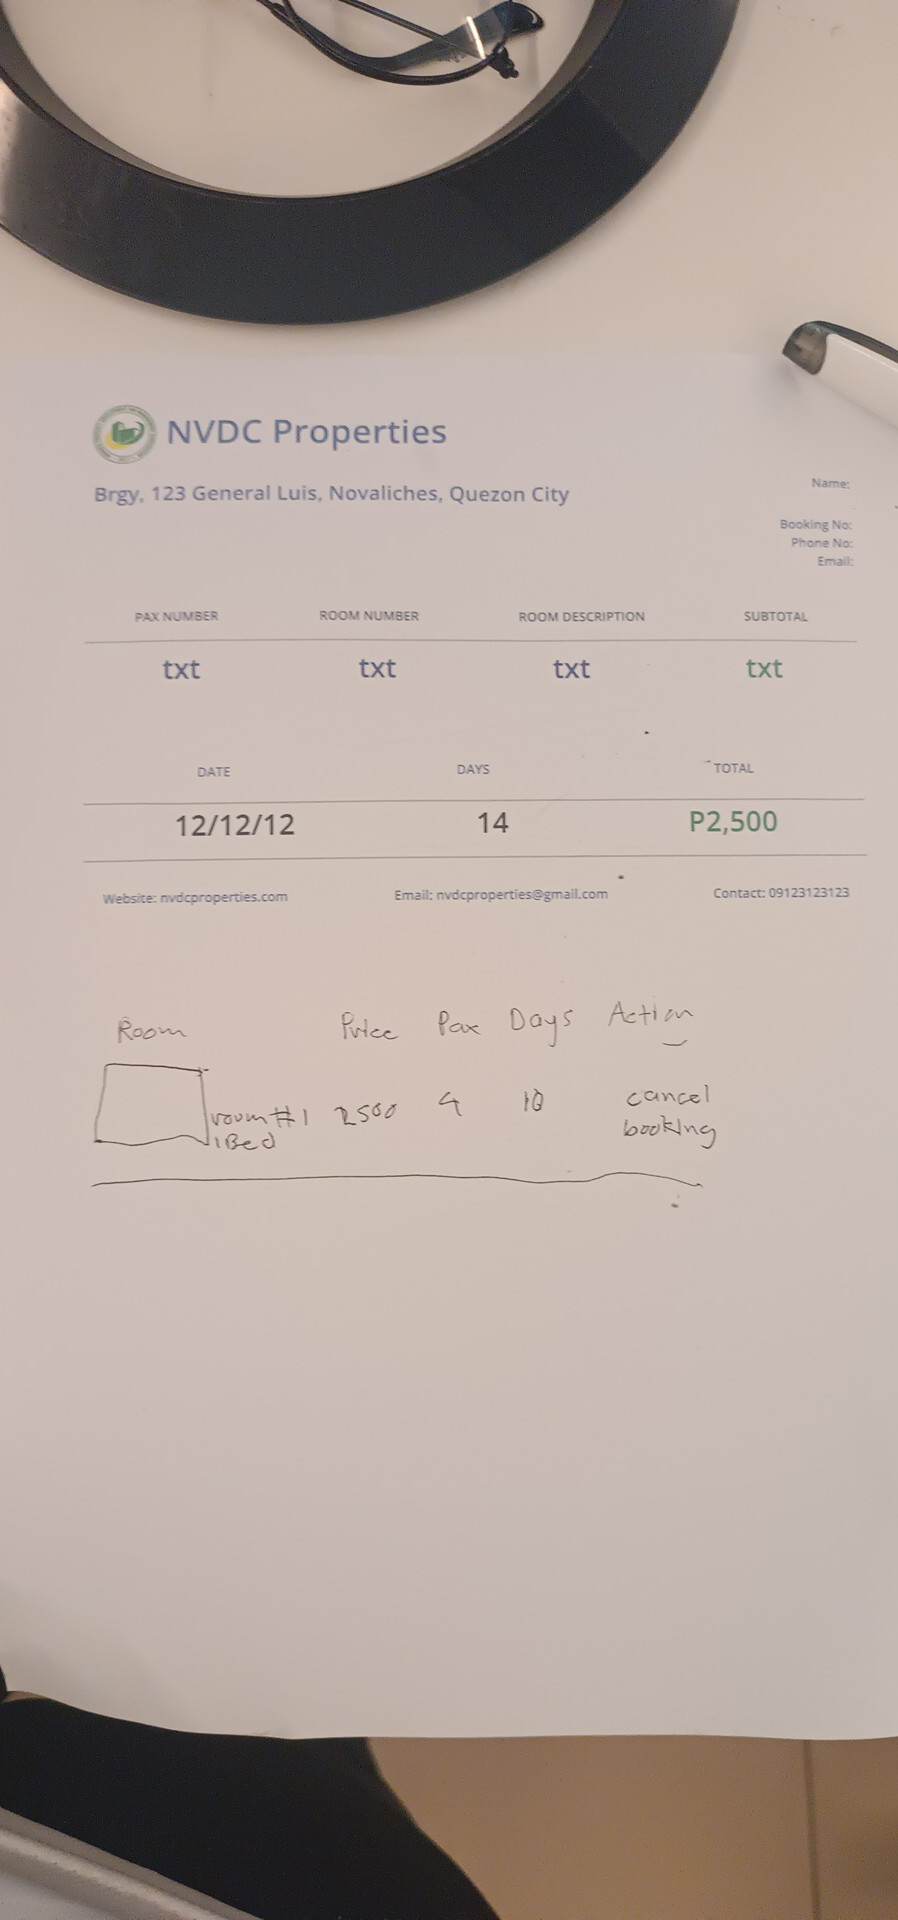 NVDC Properties
Brgy, 123 General Luis, Novaliches, Quezon City
Name:
Booking No:
Phone No:
Email:
PAX NUMBER ROOM NUMBER ROOM DESCRIPTION SUBTOTAL
txt txt txt txt
DATE DAYS TOTAL
12/12/12 14 P2,500
Website: nvdcproperties.com Email: nvdcproperties@gmail.com Contact: 09123123123
Room Price Pax Days Action
room #1 2500 4 10 cancel
1Bed booking